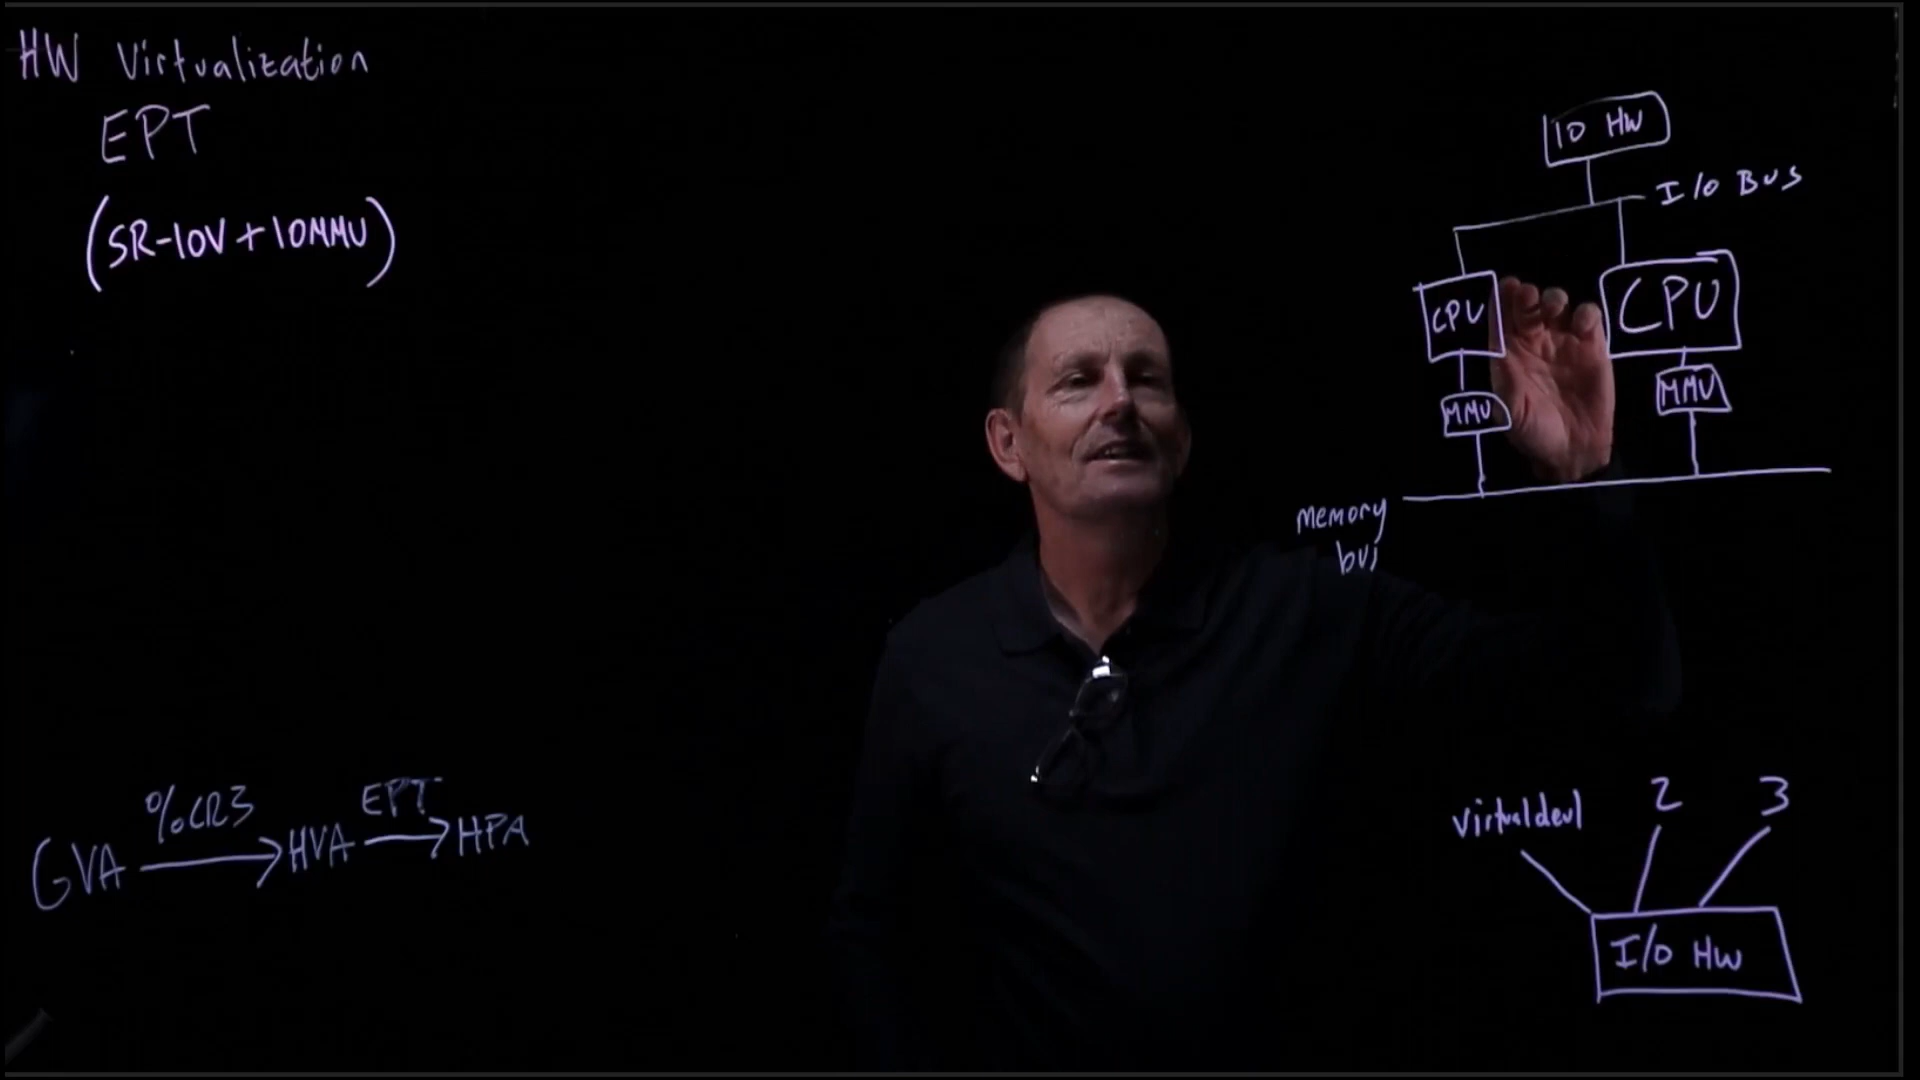 HW Virtualization
EPT
(SR-IOV + IOMMU)
IO HW
I/O Bus
CPU
CPU
MMU
MMU
memory
bus
%CR3
EPT
GVA
HVA
HPA
virtualdev1
2
3
I/O HW